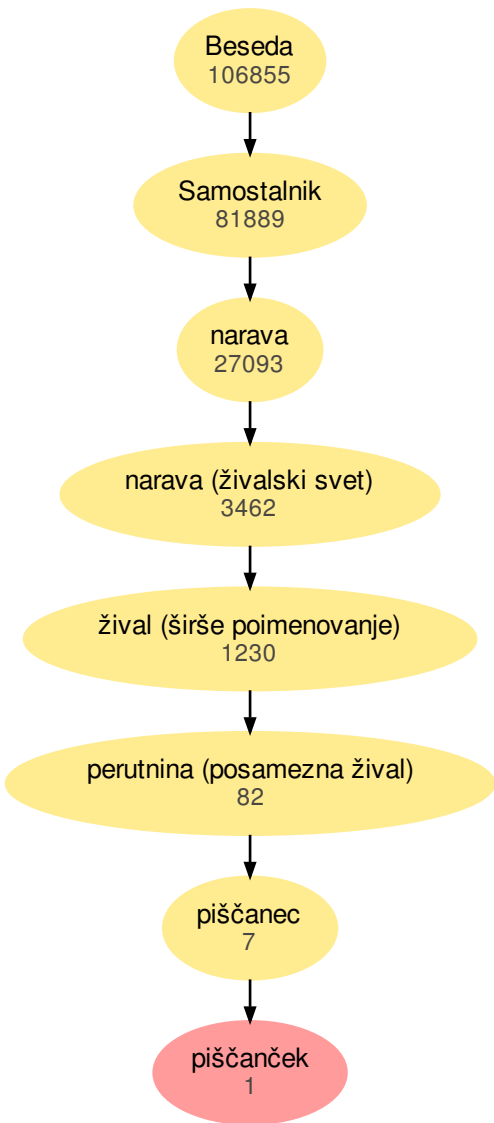 Beseda
106855
Samostalnik
81889
narava
27093
narava (živalski svet)
3462
žival (širše poimenovanje)
1230
perutnina (posamezna žival)
82
piščanec
7
piščanček
1